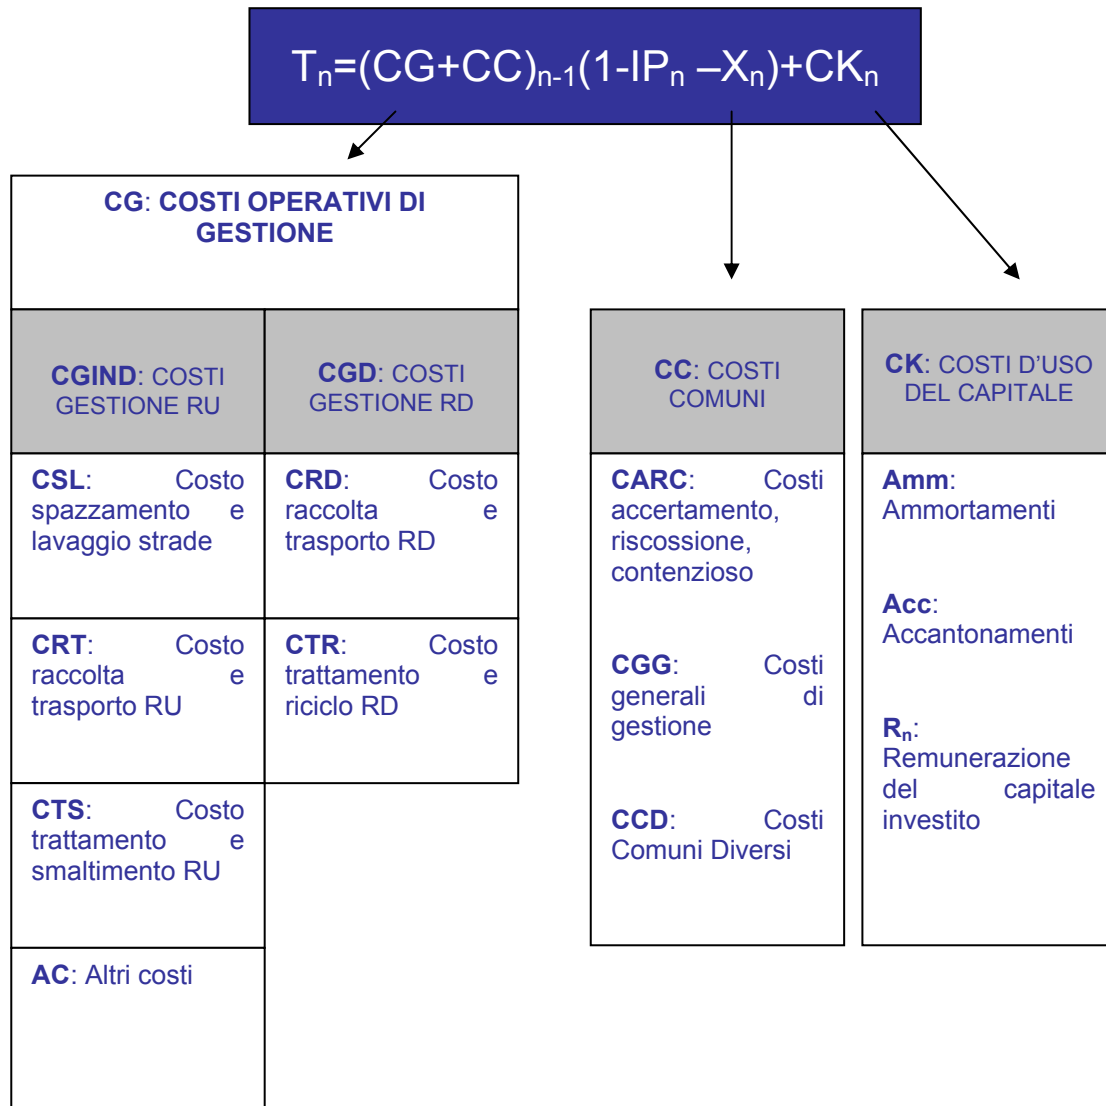 Tn=(CG+CC)n-1(1-IPn –Xn)+CKn
CG: COSTI OPERATIVI DI
GESTIONE
CGIND: COSTI
GESTIONE RU
CGD: COSTI
GESTIONE RD
CC: COSTI
COMUNI
CK: COSTI D’USO
DEL CAPITALE
CSL: Costo
spazzamento e
lavaggio strade
CRD: Costo
raccolta e
trasporto RD
CARC: Costi
accertamento,
riscossione,
contenzioso
Amm:
Ammortamenti
Acc:
Accantonamenti
CRT: Costo
raccolta e
trasporto RU
CTR: Costo
trattamento e
riciclo RD
CGG: Costi
generali di
gestione
Rn:
Remunerazione
del capitale
investito
CTS: Costo
trattamento e
smaltimento RU
CCD: Costi
Comuni Diversi
AC: Altri costi